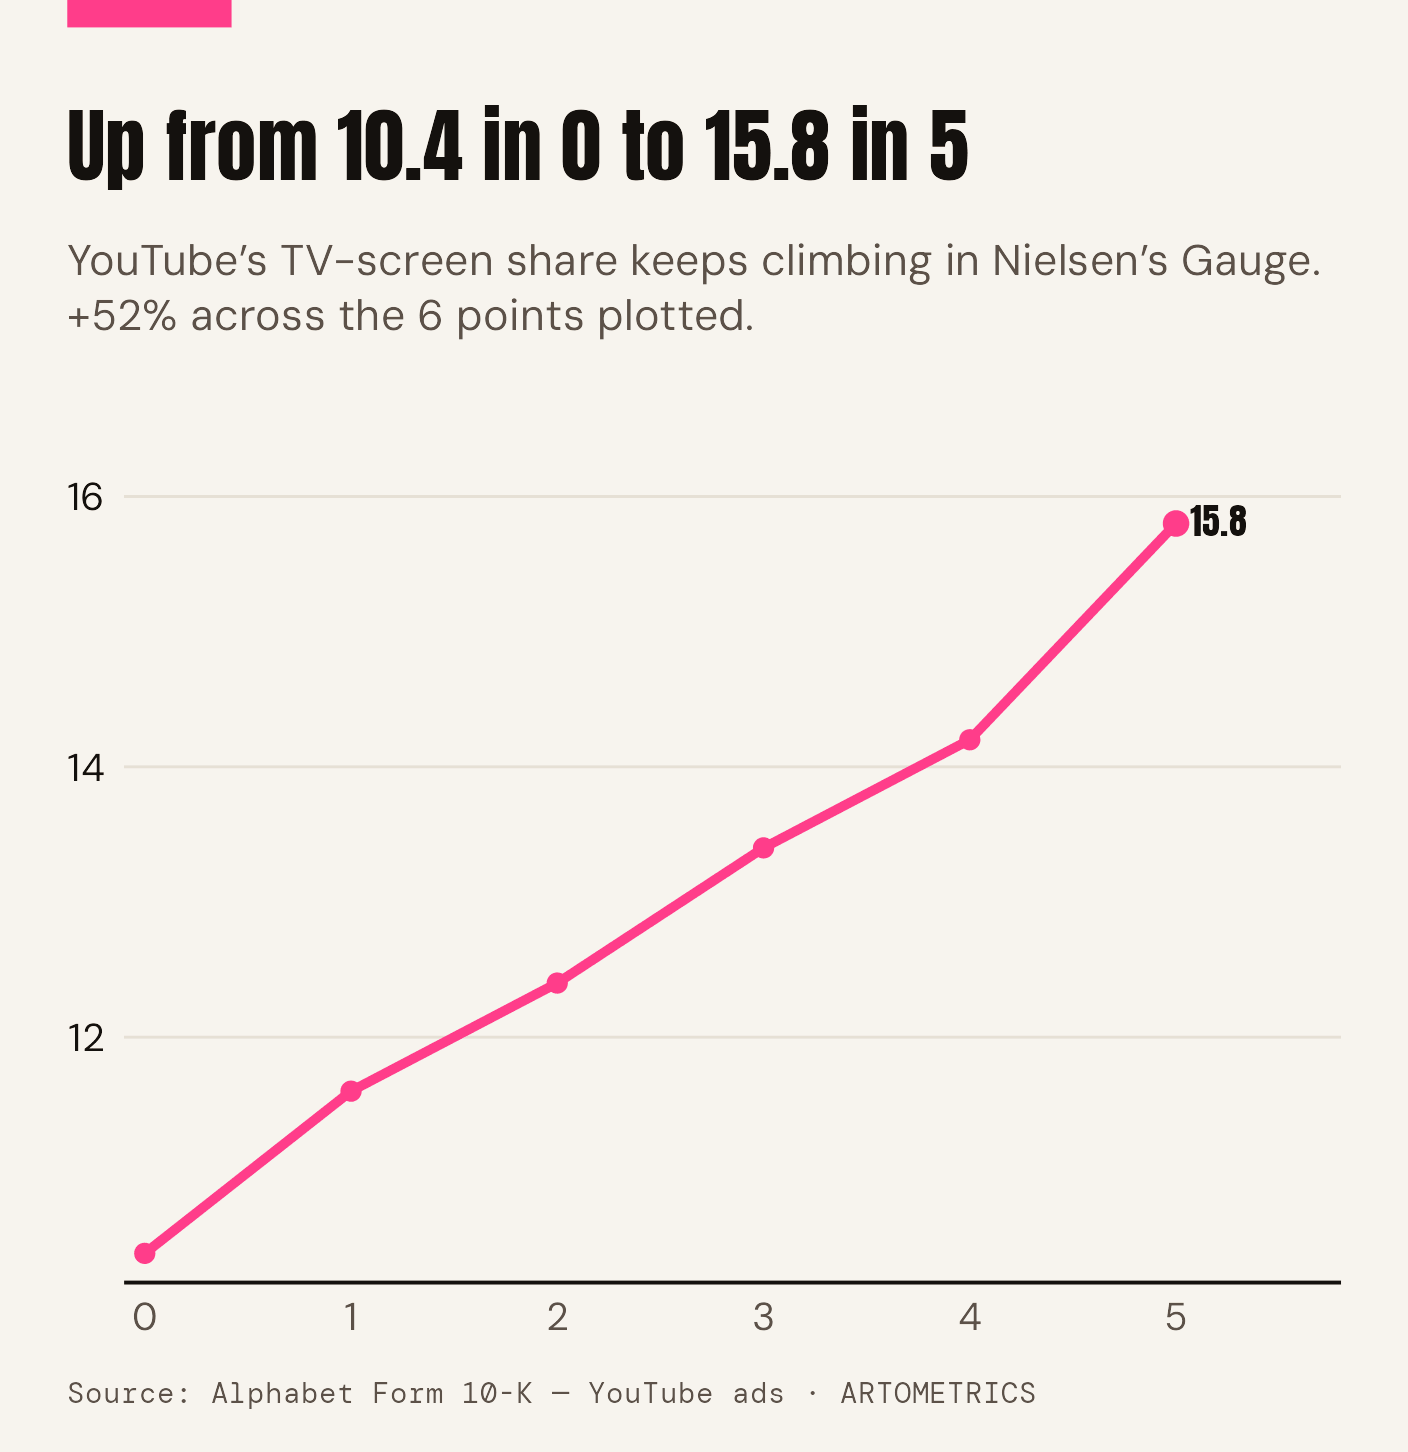 Up from 10.4 in 0 to 15.8 in 5
YouTube’s TV-screen share keeps climbing in Nielsen’s Gauge.
+52% across the 6 points plotted.
16
15.8
14
12
0 1 2 3 4 5
Source: Alphabet Form 10-K — YouTube ads · ARTOMETRICS